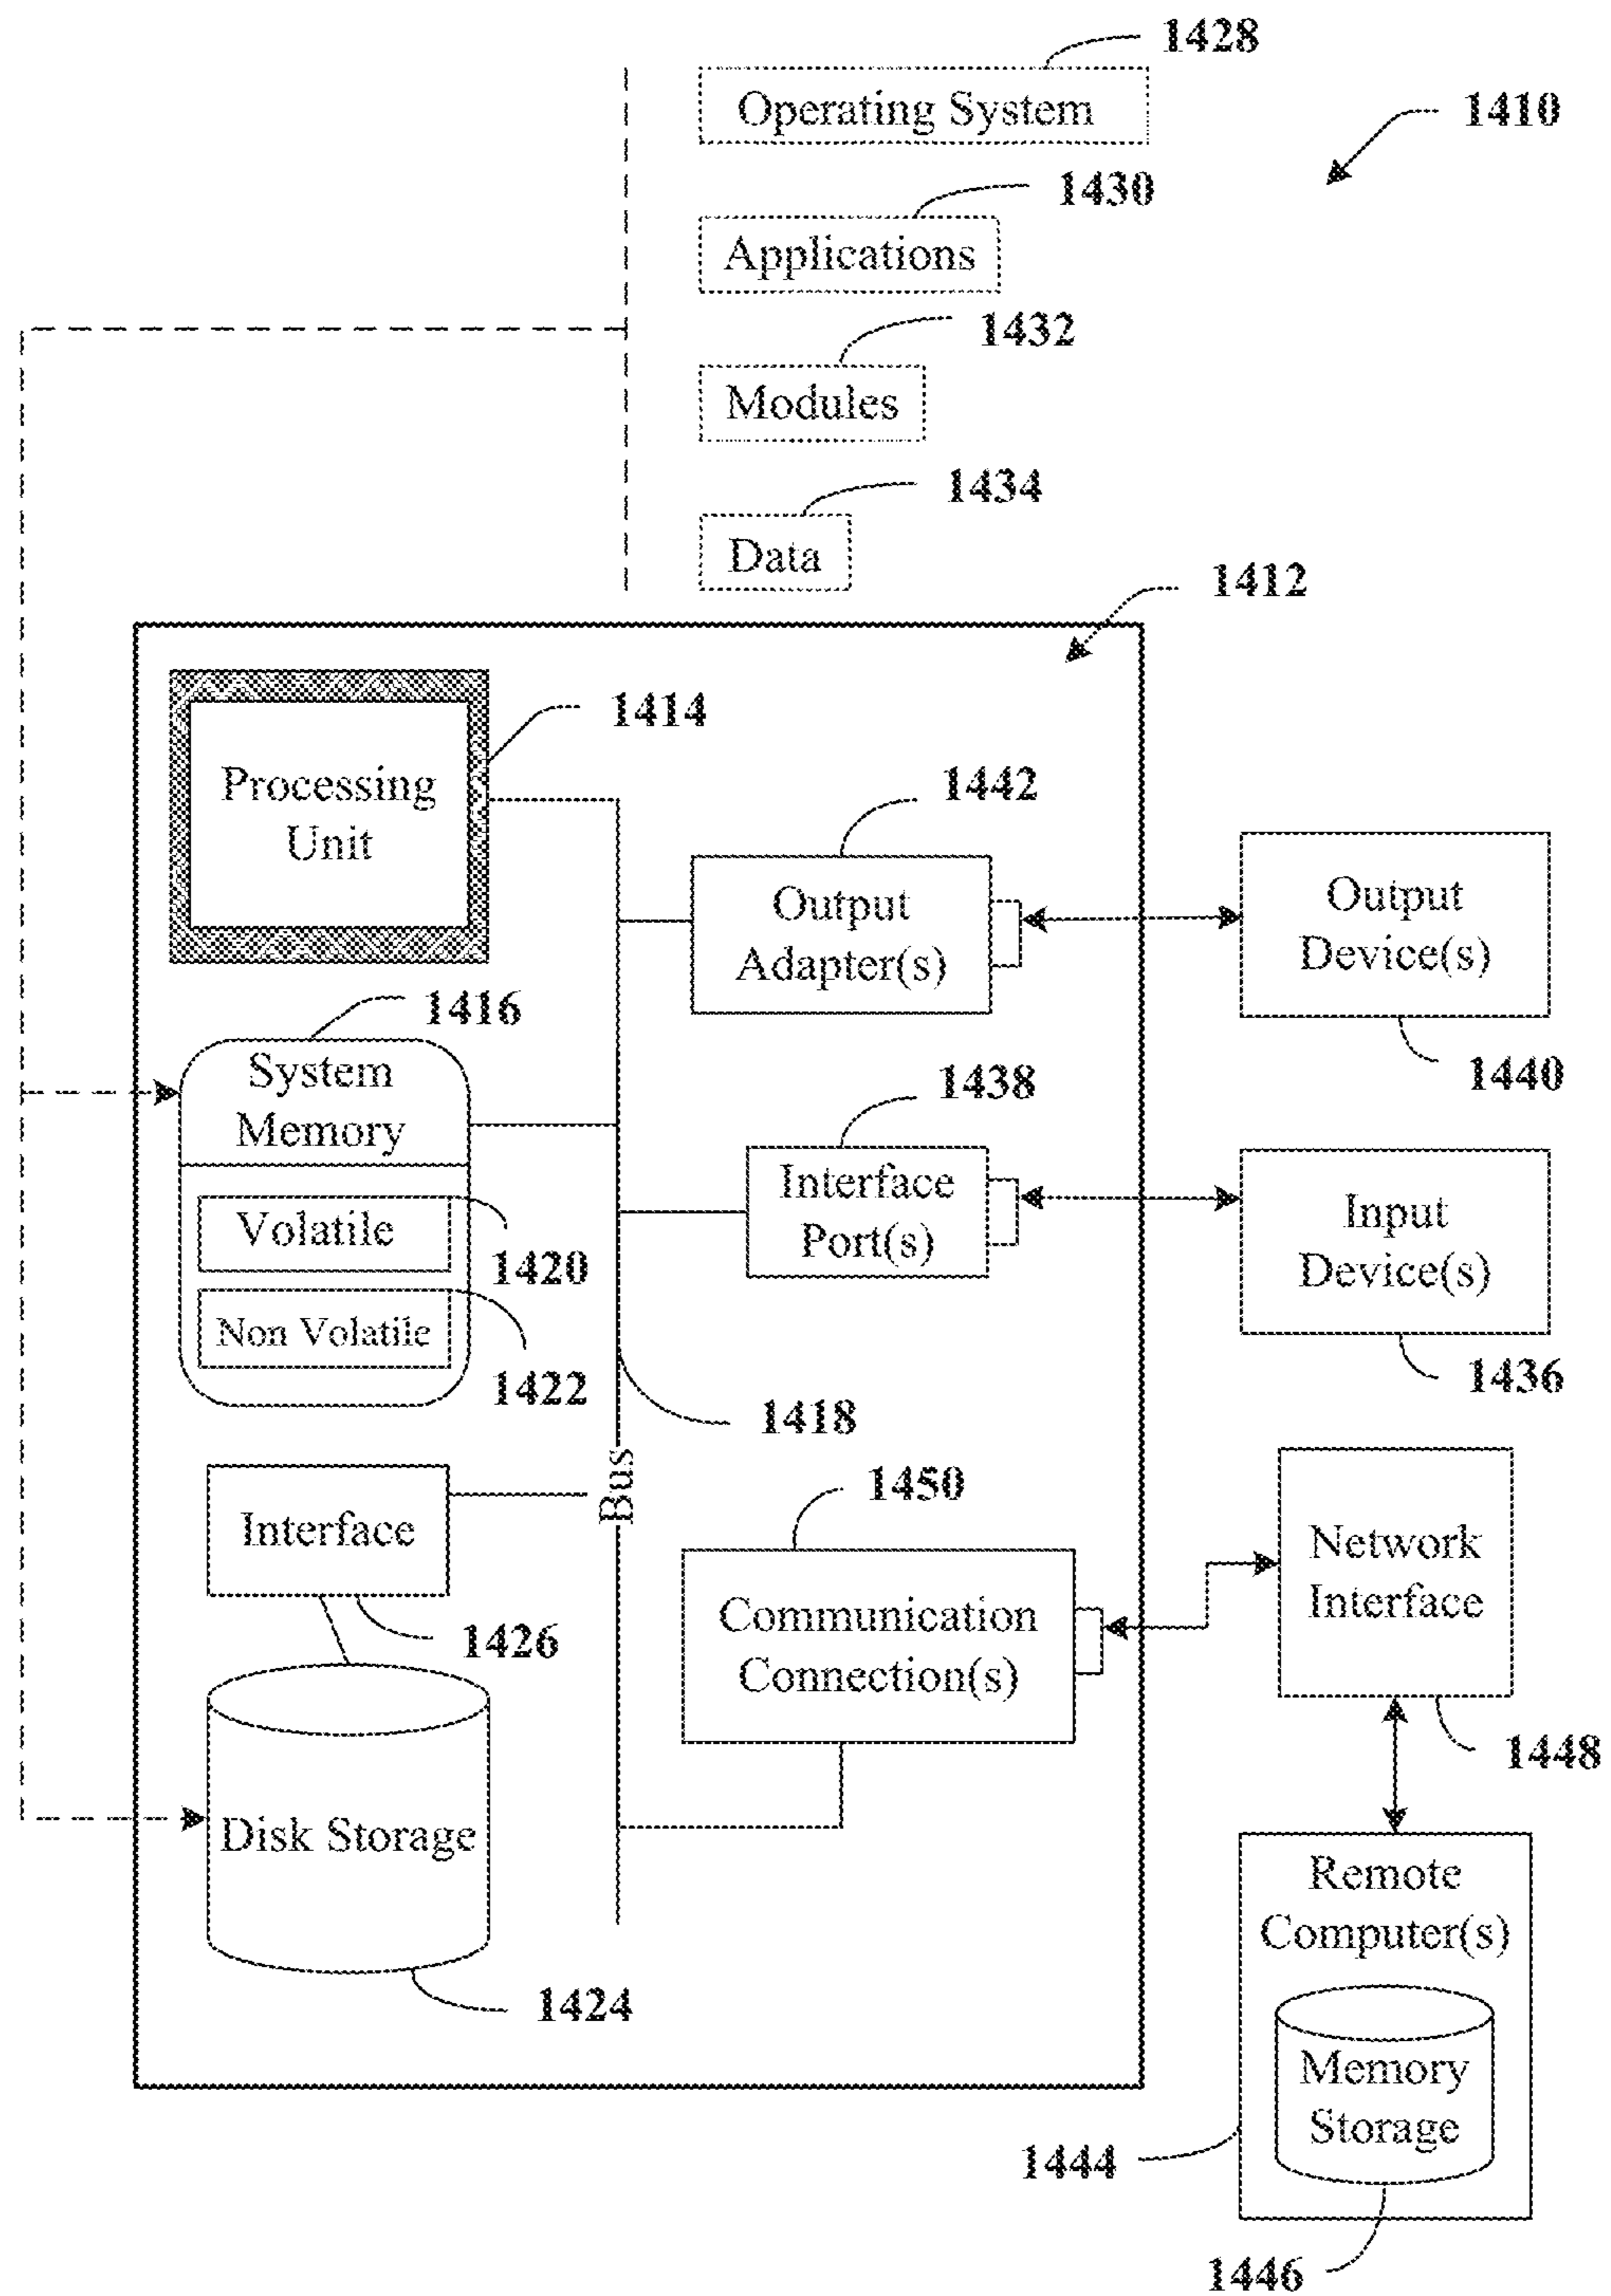 1428
Operating System
1410
1430
Applications
1432
Modules
1434
Data
1412
1414
Processing
Unit
1442
Output
Adapter(s)
Output
Device(s)
1440
1416
System
Memory
1438
Interface
Port(s)
Input
Device(s)
1436
Volatile
1420
Non Volatile
1422
1418
Bus
1450
Interface
1426
Communication
Connection(s)
Network
Interface
1448
Disk Storage
1424
Remote
Computer(s)
Memory
Storage
1444
1446